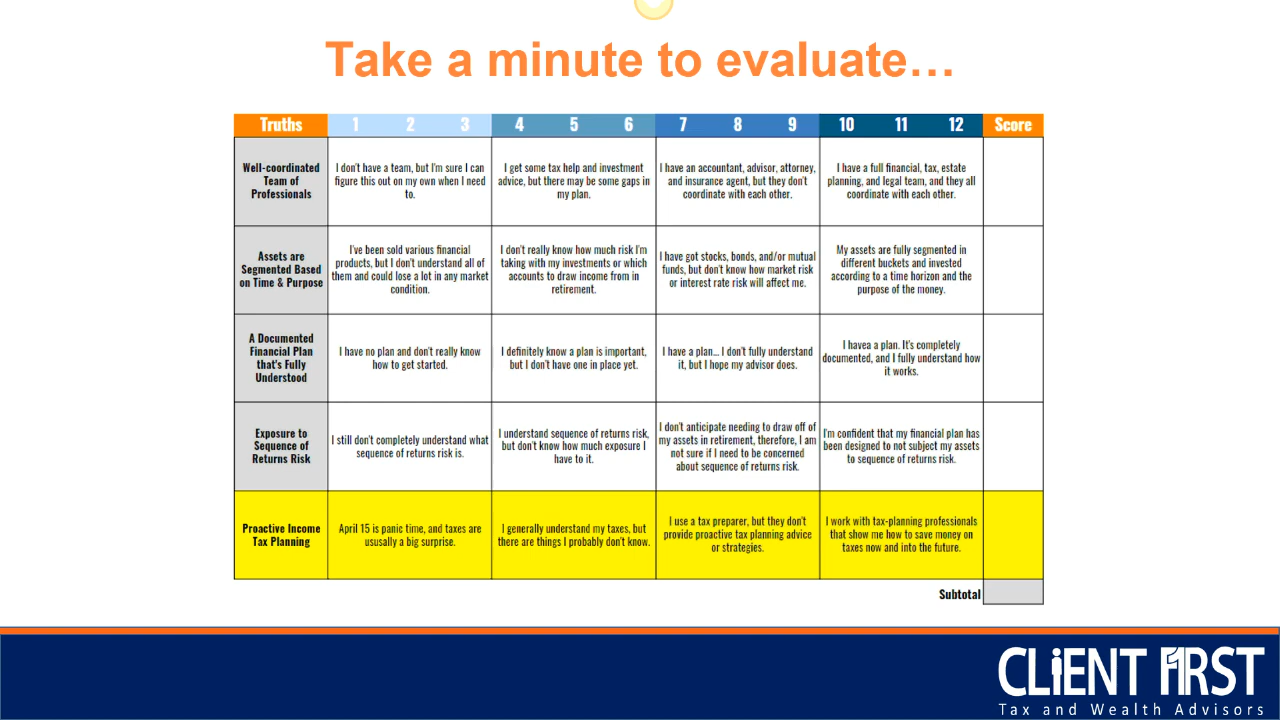 Take a minute to evaluate...
Truths 1 2 3 4 5 6 7 8 9 10 11 12 Score
Well-coordinated
Team of
Professionals
I don't have a team, but I'm sure I can
figure this out on my own when I need
to.
I get some tax help and investment
advice, but there may be some gaps in
my plan.
I have an accountant, advisor, attorney,
and insurance agent, but they don't
coordinate with each other.
I have a full financial, tax, estate
planning, and legal team, and they all
coordinate with each other.
Assets are
Segmented Based
on Time & Purpose
I've been sold various financial
products, but I don't understand all of
them and could lose a lot in any market
condition.
I don't really know how much risk I'm
taking with my investments or which
accounts to draw income from in
retirement.
I have got stocks, bonds, and/or mutual
funds, but don't know how market risk
or interest rate risk will affect me.
My assets are fully segmented in
different buckets and invested
according to a time horizon and the
purpose of the money.
A Documented
Financial Plan
that's Fully
Understood
I have no plan and don't really know
how to get started.
I definitely know a plan is important,
but I don't have one in place yet.
I have a plan... I don't fully understand
it, but I hope my advisor does.
I havea a plan. It's completely
documented, and I fully understand how
it works.
Exposure to
Sequence of
Returns Risk
I still don't completely understand what
sequence of returns risk is.
I understand sequence of returns risk,
but don't know how much exposure I
have to it.
I don't anticipate needing to draw off of
my assets in retirement, therefore, I am
not sure if I need to be concerned
about sequence of returns risk.
I'm confident that my financial plan has
been designed to not subject my assets
to sequence of returns risk.
Proactive Income
Tax Planning
April 15 is panic time, and taxes are
ususally a big surprise.
I generally understand my taxes, but
there are things I probably don't know.
I use a tax preparer, but they don't
provide proactive tax planning advice
or strategies.
I work with tax-planning professionals
that show me how to save money on
taxes now and into the future.
Subtotal
CLiENT F1RST
Tax and Wealth Advisors